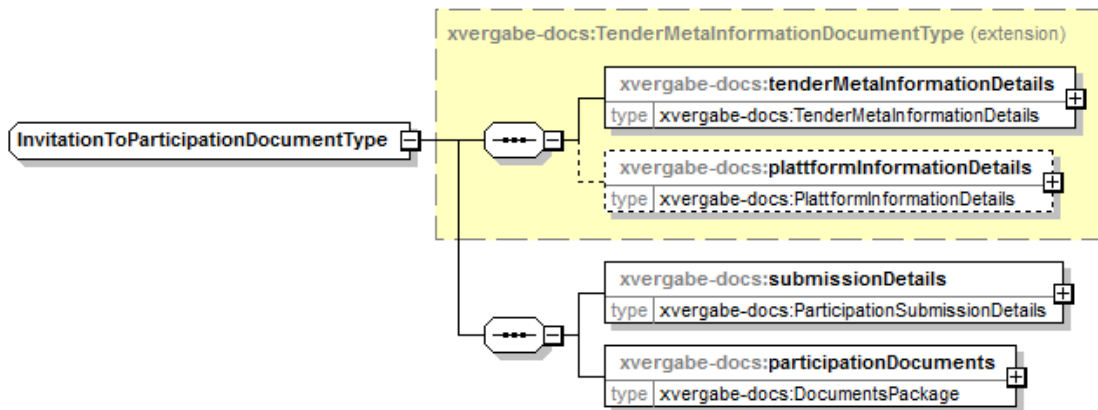 xvergabe-docs:TenderMetaInformationDocumentType (extension)
xvergabe-docs:tenderMetaInformationDetails
type xvergabe-docs:TenderMetaInformationDetails
InvitationToParticipationDocumentType
xvergabe-docs:plattformInformationDetails
type xvergabe-docs:PlattformInformationDetails
xvergabe-docs:submissionDetails
type xvergabe-docs:ParticipationSubmissionDetails
xvergabe-docs:participationDocuments
type xvergabe-docs:DocumentsPackage